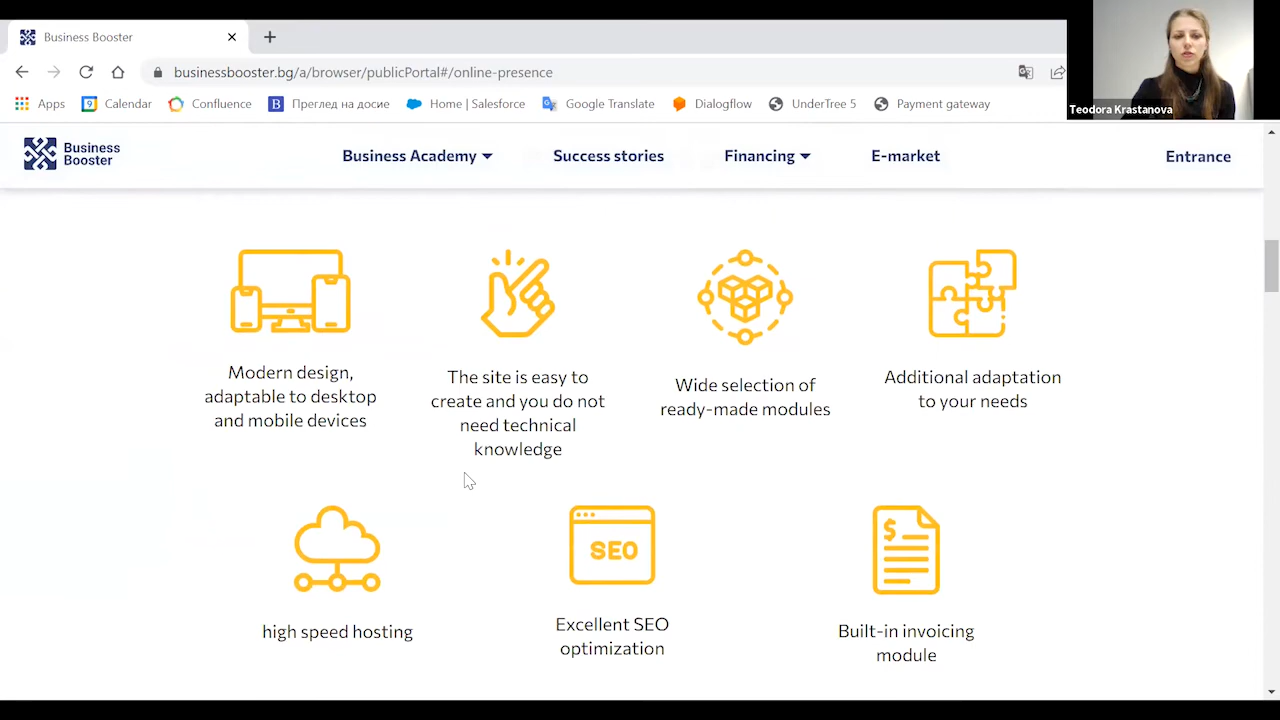 Business Booster
businessbooster.bg/a/browser/publicPortal#/online-presence
Teodora Krastanova
Apps
9
Calendar
Confluence
B
Преглед на досие
Home | Salesforce
Google Translate
Dialogflow
UnderTree 5
Payment gateway
Business
Booster
Business Academy
Success stories
Financing
E-market
Entrance
Modern design,
adaptable to desktop
and mobile devices
The site is easy to
create and you do not
need technical
knowledge
Wide selection of
ready-made modules
Additional adaptation
to your needs
high speed hosting
SEO
Excellent SEO
optimization
$
Built-in invoicing
module